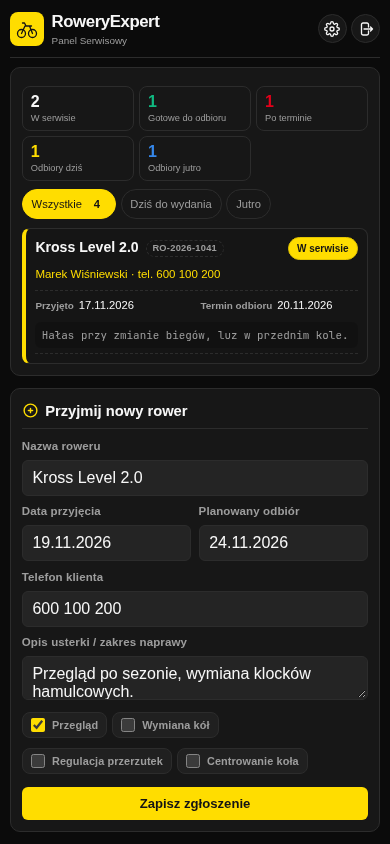 RoweryExpert
Panel Serwisowy
2
W serwisie
1
Gotowe do odbioru
1
Po terminie
1
Odbiory dziś
1
Odbiory jutro
Wszystkie 4
Dziś do wydania
Jutro
Kross Level 2.0 RO-2026-1041 W serwisie
Marek Wiśniewski · tel. 600 100 200
Przyjęto 17.11.2026 Termin odbioru 20.11.2026
Hałas przy zmianie biegów, luz w przednim kole.
Przyjmij nowy rower
Nazwa roweru
Kross Level 2.0
Data przyjęcia Planowany odbiór
19.11.2026 24.11.2026
Telefon klienta
600 100 200
Opis usterki / zakres naprawy
Przegląd po sezonie, wymiana klocków
hamulcowych.
Przegląd Wymiana kół
Regulacja przerzutek Centrowanie koła
Zapisz zgłoszenie